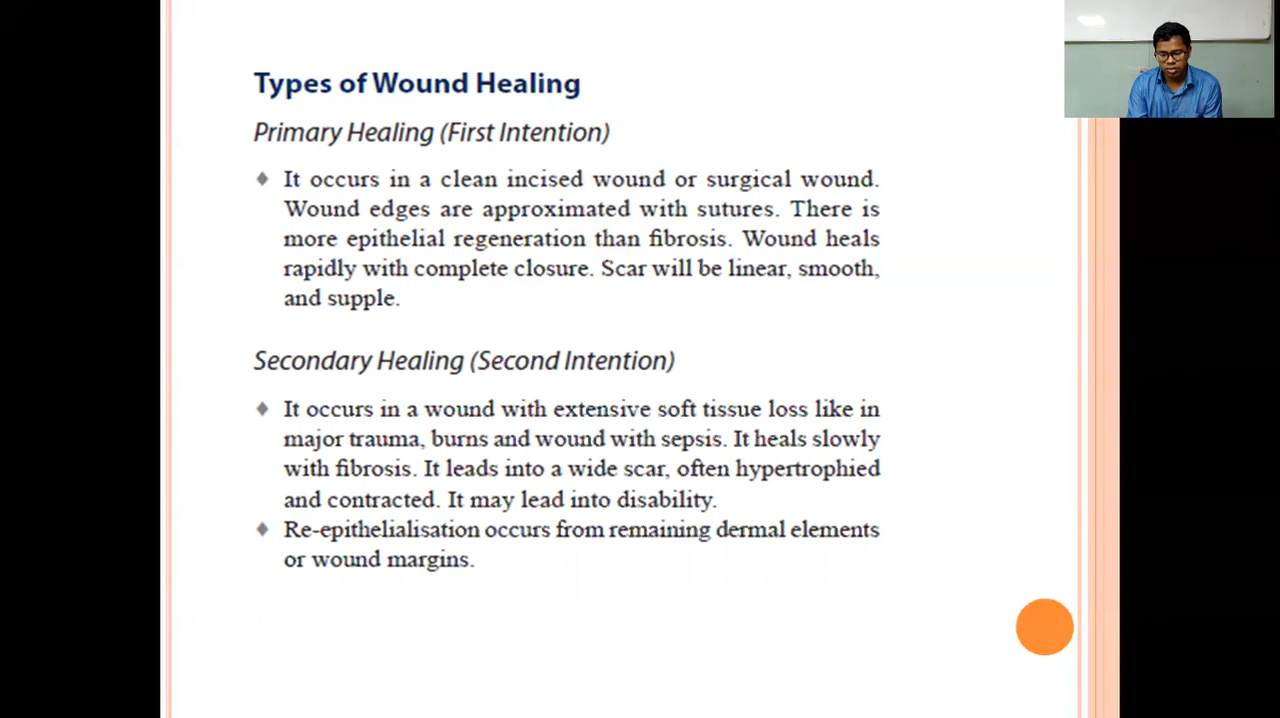 Types of Wound Healing
Primary Healing (First Intention)
♦ It occurs in a clean incised wound or surgical wound.
Wound edges are approximated with sutures. There is
more epithelial regeneration than fibrosis. Wound heals
rapidly with complete closure. Scar will be linear, smooth,
and supple.
Secondary Healing (Second Intention)
♦ It occurs in a wound with extensive soft tissue loss like in
major trauma, burns and wound with sepsis. It heals slowly
with fibrosis. It leads into a wide scar, often hypertrophied
and contracted. It may lead into disability.
♦ Re-epithelialisation occurs from remaining dermal elements
or wound margins.